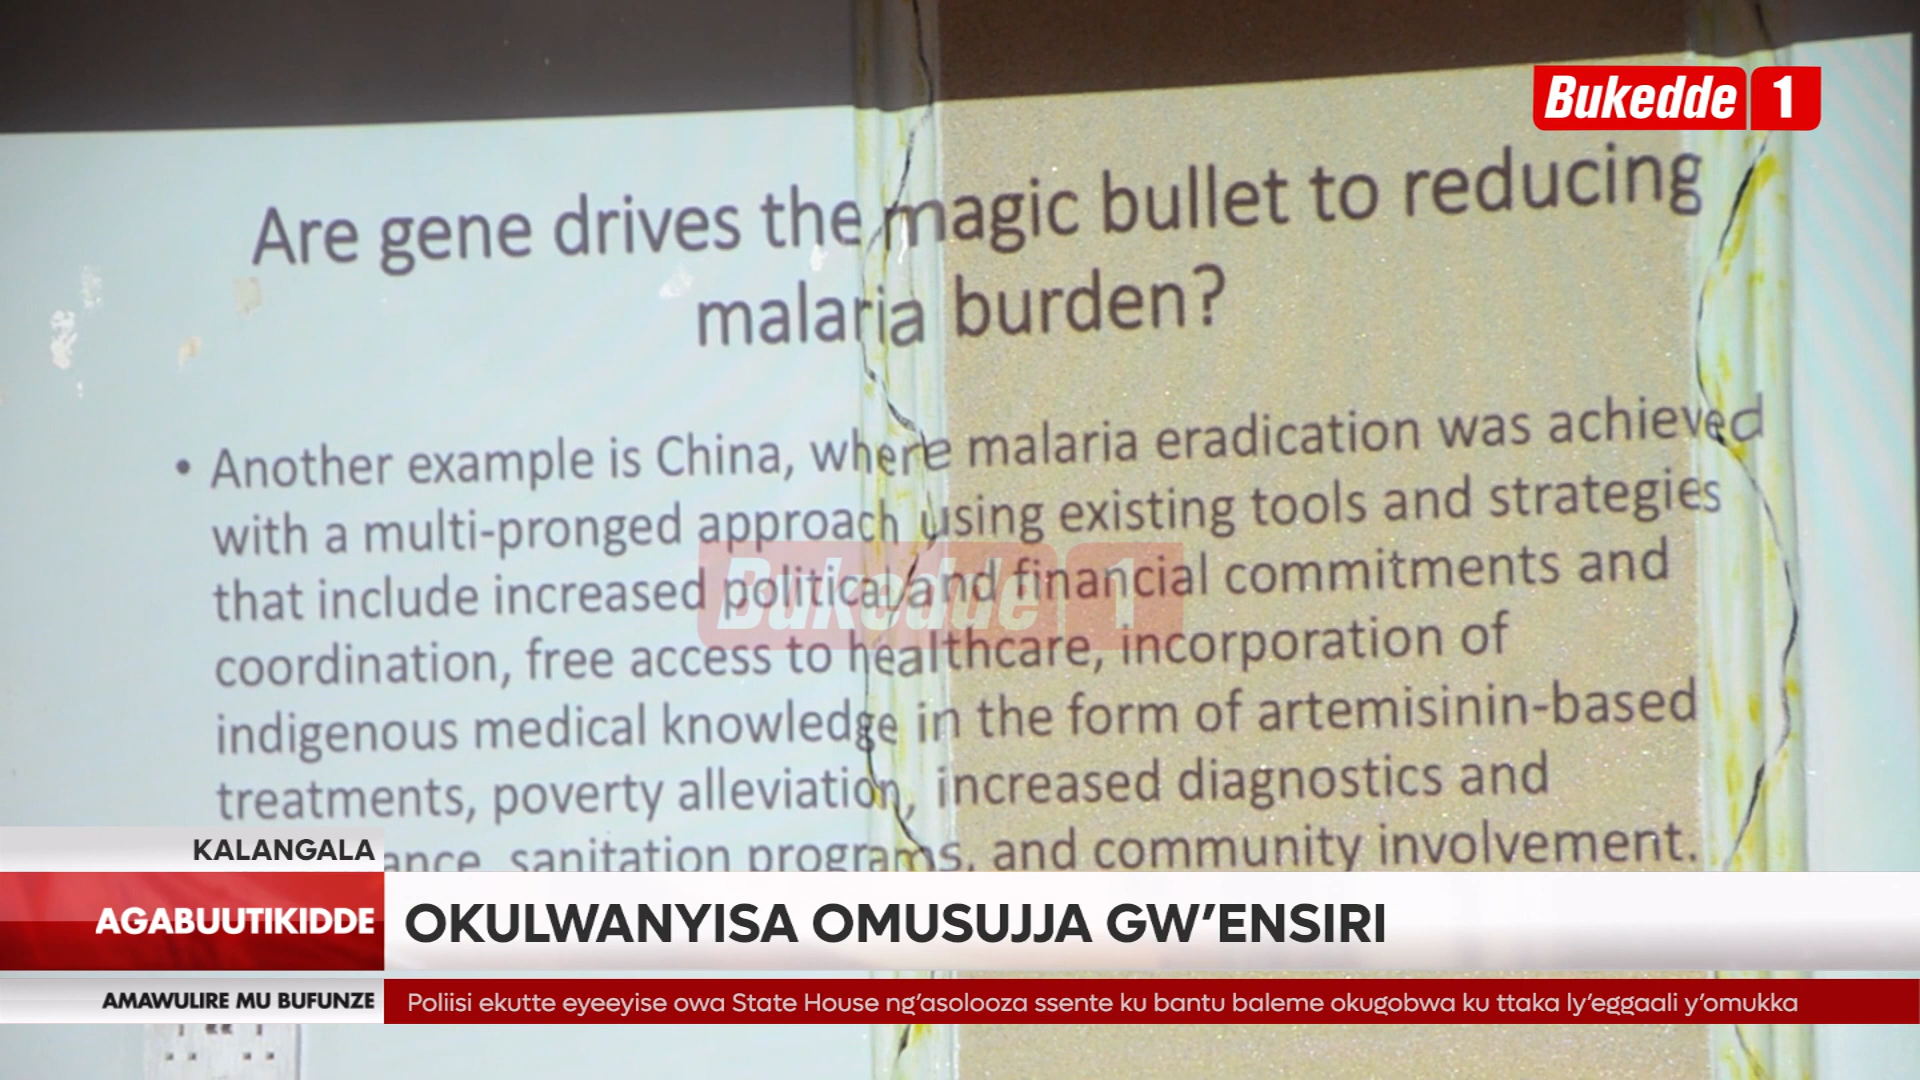 Bukedde 1
Are gene drives the magic bullet to reducing
malaria burden?
• Another example is China, where malaria eradication was achieved
with a multi-pronged approach using existing tools and strategies
that include increased political and financial commitments and
coordination, free access to healthcare, incorporation of
indigenous medical knowledge in the form of artemisinin-based
treatments, poverty alleviation, increased diagnostics and
sanitation programs, and community involvement.
Bukedde 1
KALANGALA
AGABUUTIKIDDE
OKULWANYISA OMUSUJJA GW'ENSIRI
AMAWULIRE MU BUFUNZE
Poliisi ekutte eyeeyise owa State House ng'asolooza ssente ku bantu baleme okugobwa ku ttaka ly'eggaali y'omukka